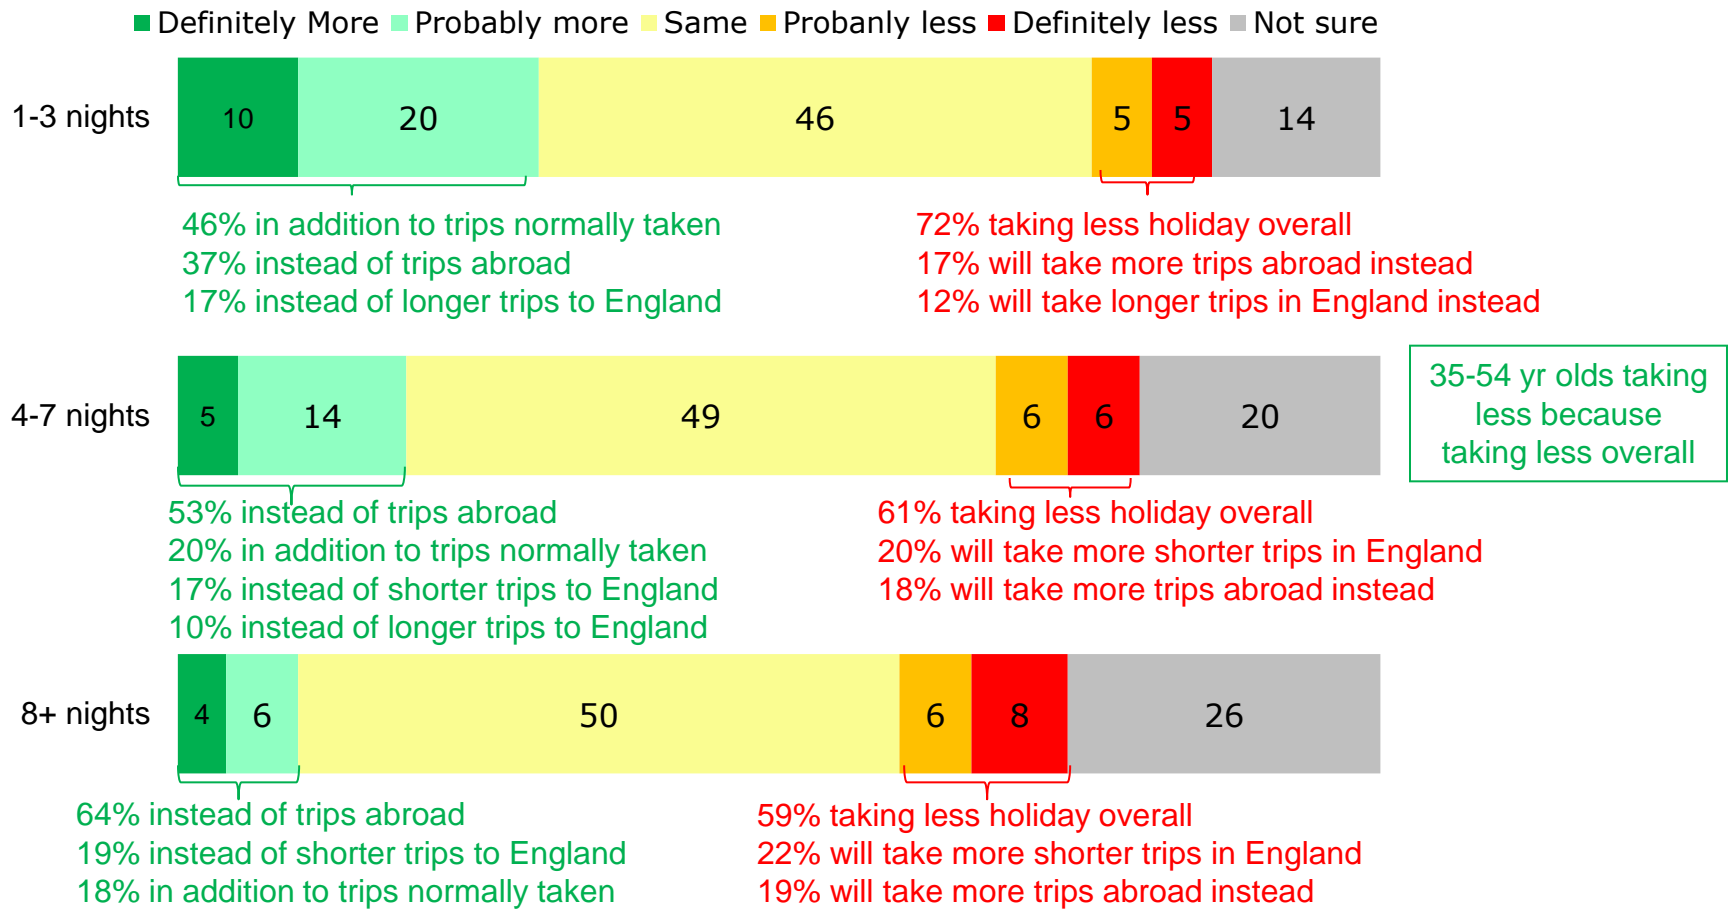 Definitely More Probably more Same Probanly less Definitely less Not sure
1-3 nights 10 20 46 5 5 14
46% in addition to trips normally taken
37% instead of trips abroad
17% instead of longer trips to England
72% taking less holiday overall
17% will take more trips abroad instead
12% will take longer trips in England instead
4-7 nights 5 14 49 6 6 20
35-54 yr olds taking
less because
taking less overall
53% instead of trips abroad
20% in addition to trips normally taken
17% instead of shorter trips to England
10% instead of longer trips to England
61% taking less holiday overall
20% will take more shorter trips in England
18% will take more trips abroad instead
8+ nights 4 6 50 6 8 26
64% instead of trips abroad
19% instead of shorter trips to England
18% in addition to trips normally taken
59% taking less holiday overall
22% will take more shorter trips in England
19% will take more trips abroad instead